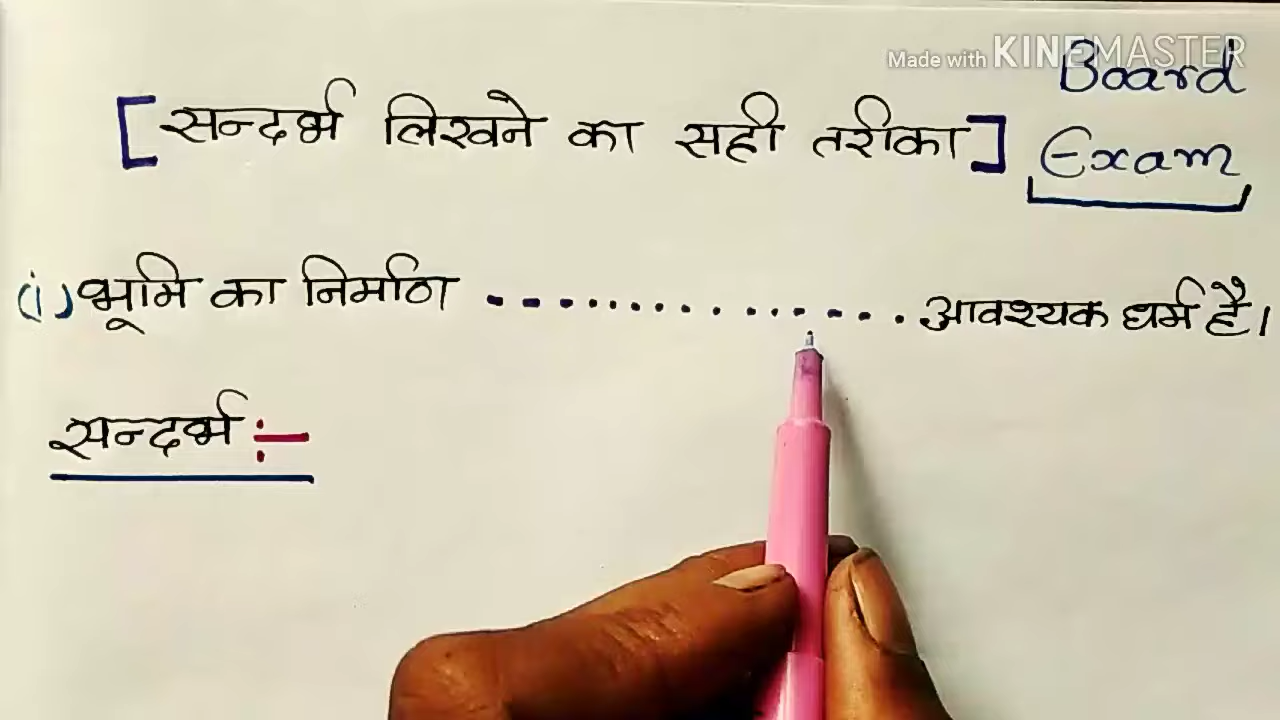 Made with KINEMASTER
Board
[सन्दर्भ लिखने का सही तरीका] Exam
(i) भूमि का निर्माण ................ आवश्यक धर्म है।
सन्दर्भ :-